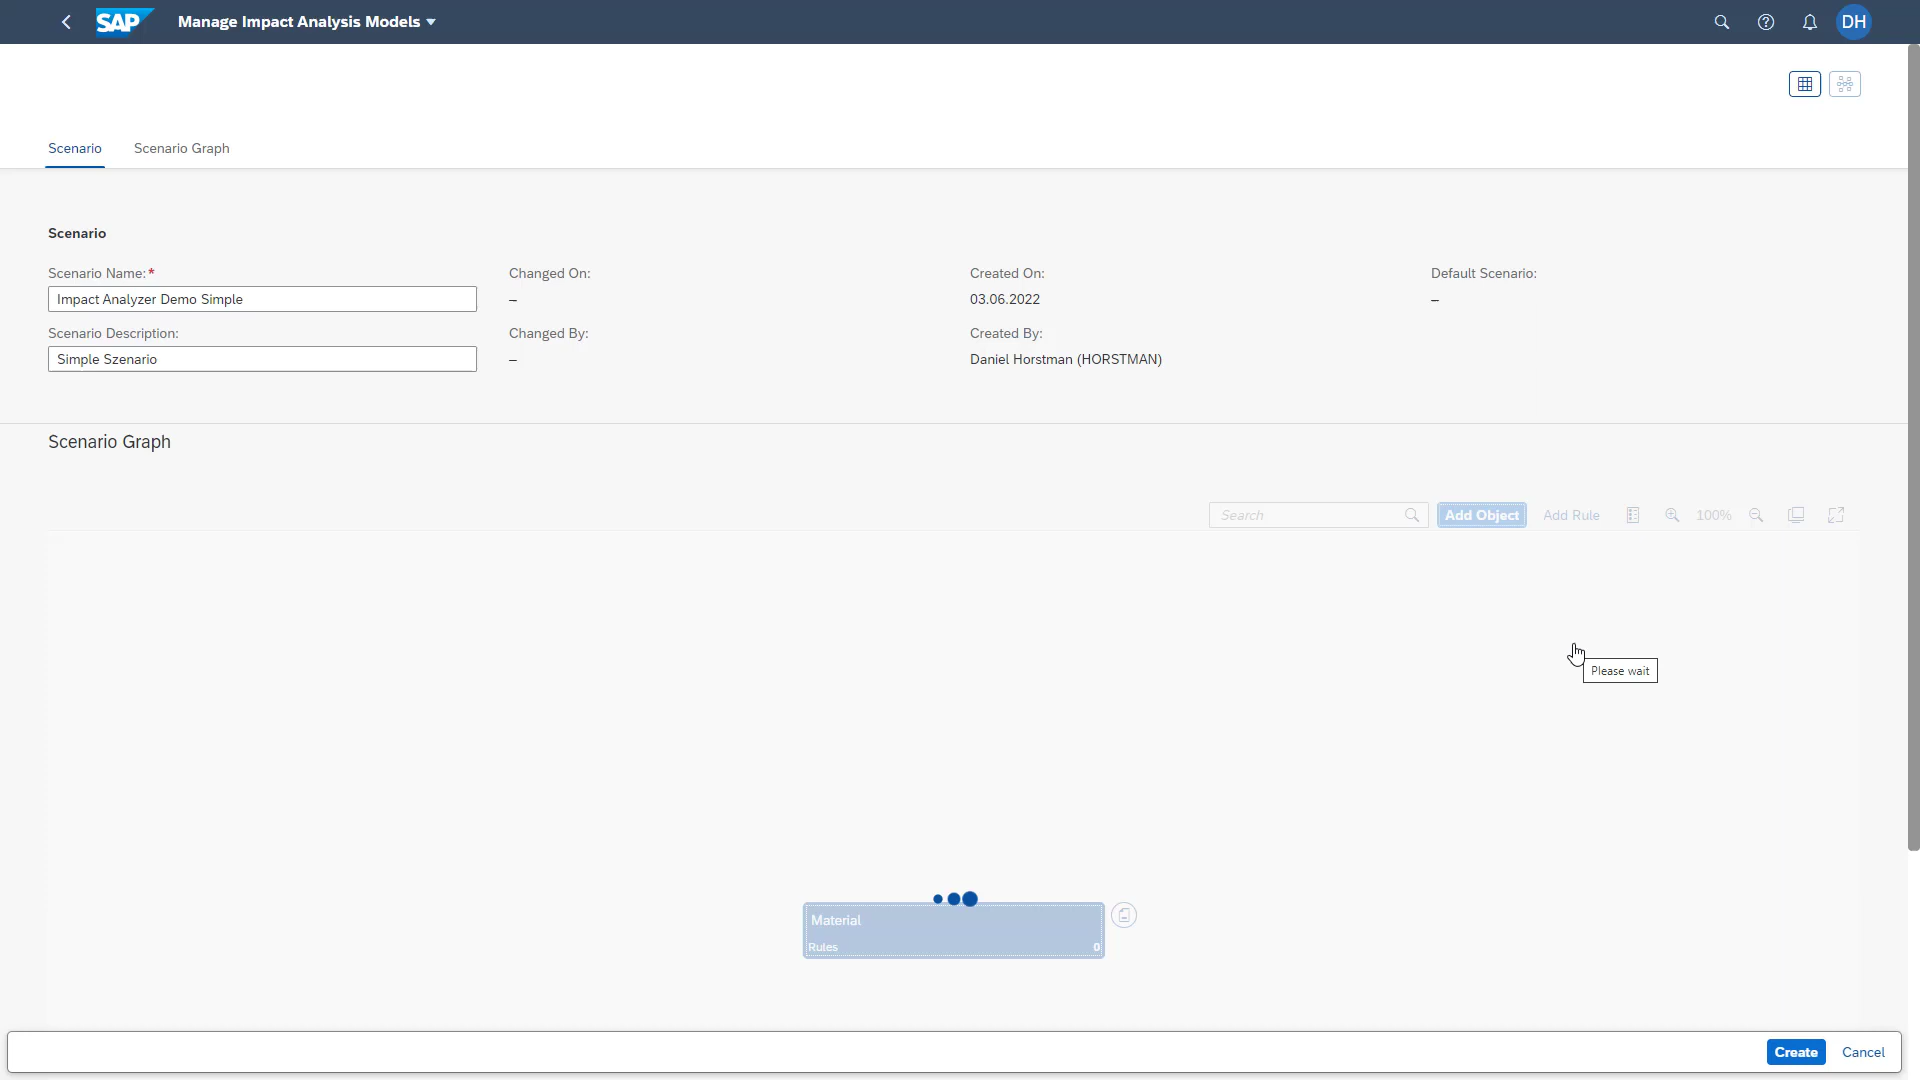 SAP Manage Impact Analysis Models DH
Scenario Scenario Graph
Scenario
Scenario Name:* Changed On: Created On: Default Scenario:
Impact Analyzer Demo Simple – 03.06.2022 –
Scenario Description: Changed By: Created By:
Simple Szenario – Daniel Horstman (HORSTMAN)
Scenario Graph
Search Add Object Add Rule 100%
Please wait
Material
Rules 0
Create Cancel